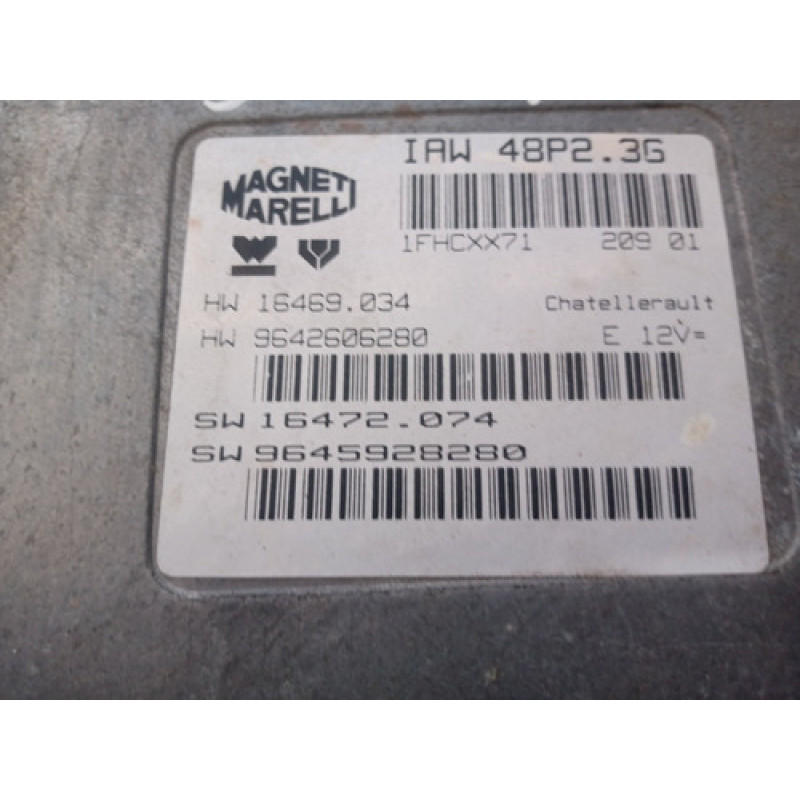 IAW 48P2.3G
MAGNETI
MARELLI
1FHCXX71 209 01
HW 16469.034 Chatellerault
HW 9642606280 E 12V=
SW 16472.074
SW 9645928280